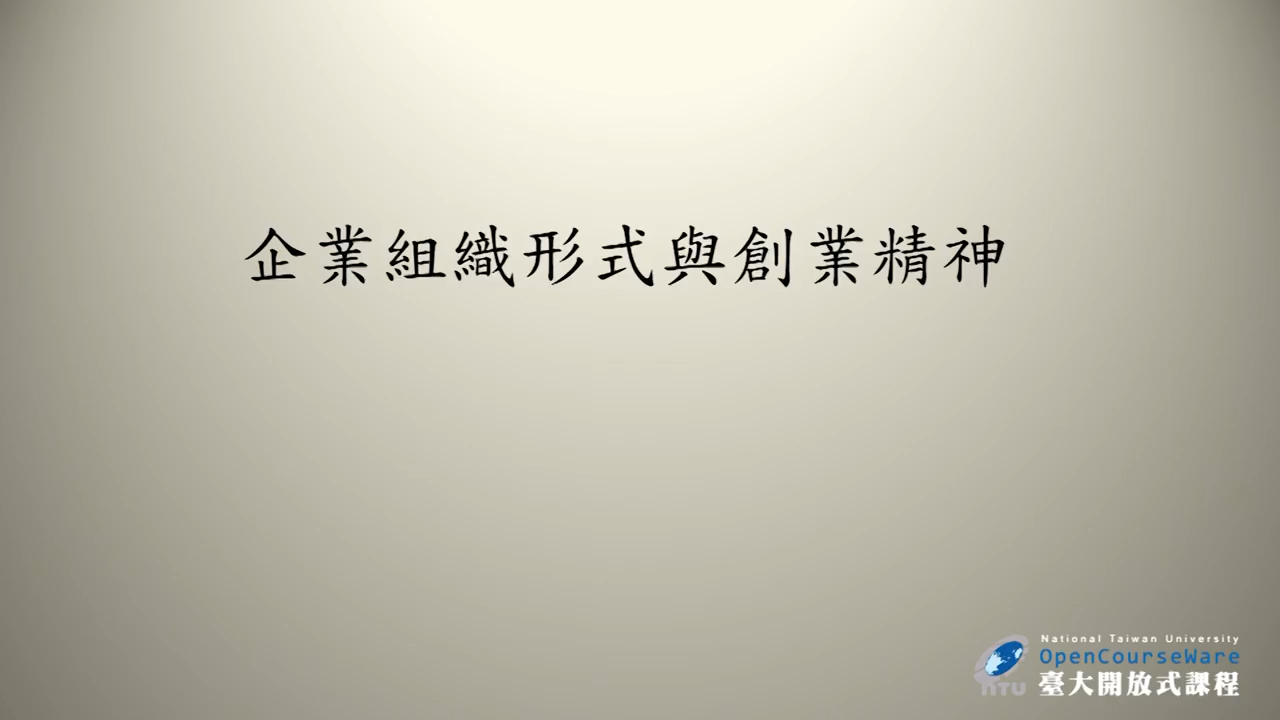 企業組織形式與創業精神
National Taiwan University
OpenCourseWare
NTU
臺大開放式課程